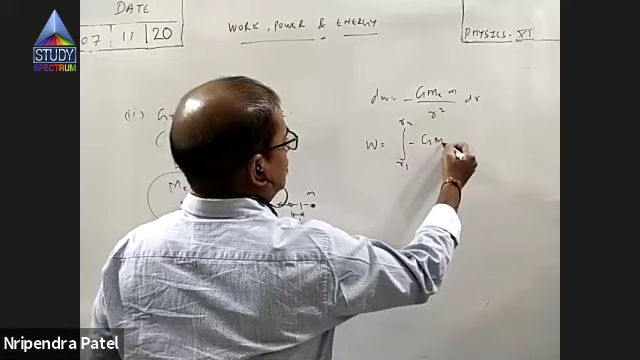 DATE
07 11 20
WORK, POWER & ENERGY
PHYSICS-XI
STUDY
SPECTRUM
(ii) G
(
Me
m
dw = - GMe m / r² dr
W = ∫ r₁ r₂ - GM
Nripendra Patel